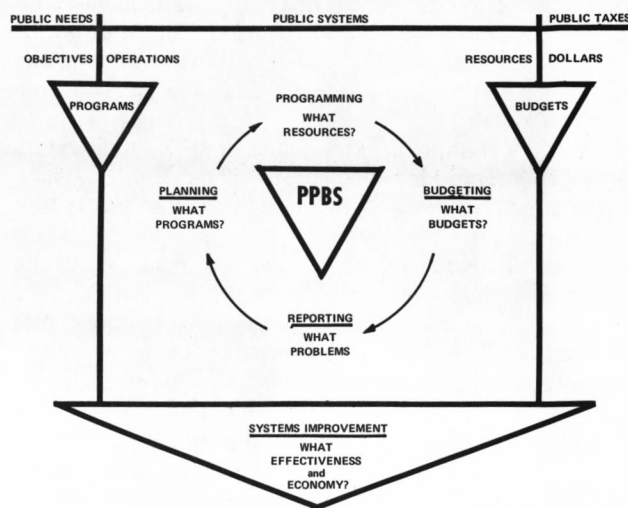 PUBLIC NEEDS PUBLIC SYSTEMS PUBLIC TAXES
OBJECTIVES OPERATIONS RESOURCES DOLLARS
PROGRAMS
BUDGETS
PROGRAMMING
WHAT
RESOURCES?
PLANNING
WHAT
PROGRAMS?
PPBS
BUDGETING
WHAT
BUDGETS?
REPORTING
WHAT
PROBLEMS
SYSTEMS IMPROVEMENT
WHAT
EFFECTIVENESS
and
ECONOMY?